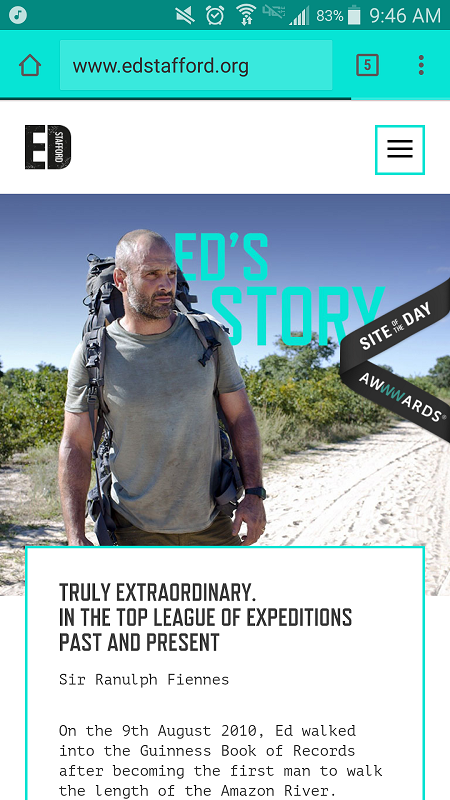 83% 9:46 AM
www.edstafford.org
5
ED STAFFORD
ED'S
STORY
SITE OF THE DAY
AWWWARDS®
TRULY EXTRAORDINARY.
IN THE TOP LEAGUE OF EXPEDITIONS
PAST AND PRESENT
Sir Ranulph Fiennes
On the 9th August 2010, Ed walked
into the Guinness Book of Records
after becoming the first man to walk
the length of the Amazon River.